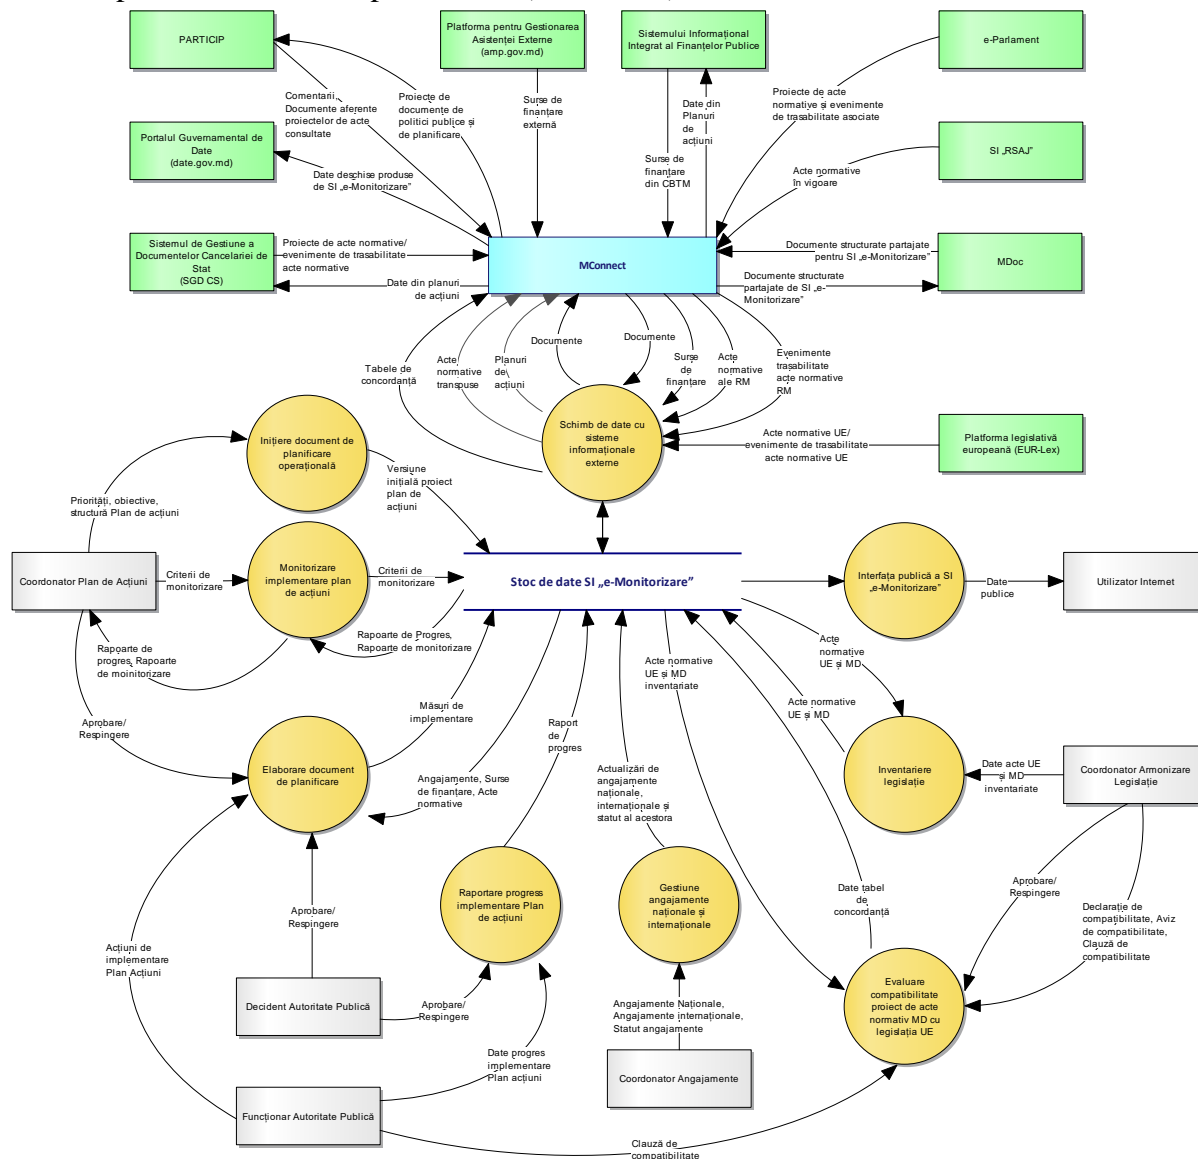 PARTICIP
Platforma pentru Gestionarea
Asistenței Externe
(amp.gov.md)
Sistemului Informațional
Integrat al Finanțelor Publice
e-Parlament
Comentarii,
Documente aferente
proiectelor de acte
consultate
Proiecte de
documente de
politici publice și
de planificare
Surse de
finanțare
externă
Date din
Planuri
de
acțiuni
Proiecte de acte
normative și evenimente
de trasabilitate asociate
Portalul Guvernamental de
Date
(date.gov.md)
SI „RSAJ”
Date deschise produse
de SI „e-Monitorizare”
Surse de
finanțare
din CBTM
Acte normative
în vigoare
Sistemul de Gestiune a
Documentelor Cancelariei de
Stat
(SGD CS)
Proiecte de acte normative/
evenimente de trasabilitate
acte normative
Date din planuri
de acțiuni
MConnect
Documente structurate partajate
pentru SI „e-Monitorizare”
Documente structurate
partajate de SI „e-
Monitorizare”
MDoc
Tabele de
concordanță
Acte
normative
transpuse
Planuri
de
acțiuni
Documente
Documente
Surse
de
finanțare
Acte
normative
ale RM
Evenimente
trasabilitate
acte normative
RM
Schimb de date cu
sisteme
informaționale
externe
Inițiere document de
planificare
operațională
Acte normative UE/
evenimente de trasabilitate
acte normative UE
Platforma legislativă
europeană (EUR-Lex)
Versiune
inițială proiect
plan de
acțiuni
Priorități, obiective,
structură Plan de acțiuni
Coordonator Plan de Acțiuni
Criterii de
monitorizare
Monitorizare
implementare plan
de acțiuni
Criterii de
monitorizare
Stoc de date SI „e-Monitorizare”
Interfața publică a SI
„e-Monitorizare”
Date
publice
Utilizator Internet
Rapoarte de
progres, Rapoarte
de moinitorizare
Rapoarte de Progres,
Rapoarte de monitorizare
Acte normative
UE și MD
inventariate
Acte
normative
UE și MD
Acte normative
UE și MD
Aprobare/
Respingere
Măsuri de
implementare
Raport
de
progres
Elaborare document
de planificare
Angajamente, Surse
de finanțare, Acte
normative
Actualizări de
angajamente
naționale,
internaționale și
statut al acestora
Inventariere
legislație
Date acte UE
și MD
inventariate
Coordonator Armonizare
Legislație
Raportare progress
implementare Plan
de acțiuni
Gestiune
angajamente
naționale și
internaționale
Date tabel
de
concordanță
Aprobare/
Respingere
Declarație de
compatibilitate, Aviz
de compatibilitate,
Clauză de
compatibilitate
Aprobare/
Respingere
Acțiuni de
implementare
Plan Acțiuni
Decident Autoritate Publică
Aprobare/
Respingere
Angajamente Naționale,
Angajamente internaționale,
Statut angajamente
Evaluare
compatibilitate
proiect de acte
normativ MD cu
legislația UE
Date progres
implementare
Plan acțiuni
Coordonator Angajamente
Funcționar Autoritate Publică
Clauză de
compatibilitate